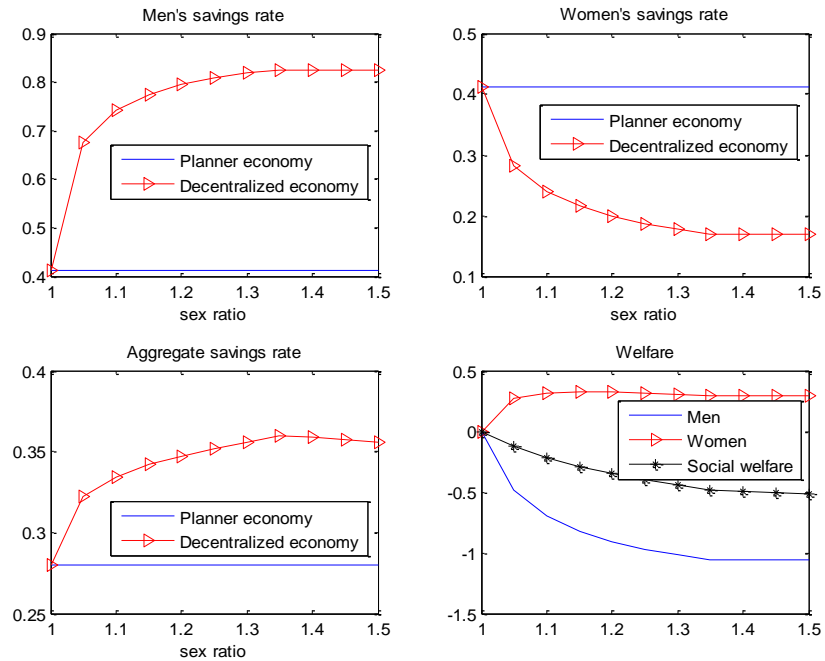 Men's savings rate
0.9
0.8
0.7
0.6
0.5
0.4
Planner economy
Decentralized economy
1 1.1 1.2 1.3 1.4 1.5
sex ratio
Women's savings rate
0.5
0.4
0.3
0.2
0.1
Planner economy
Decentralized economy
1 1.1 1.2 1.3 1.4 1.5
sex ratio
Aggregate savings rate
0.4
0.35
0.3
0.25
Planner economy
Decentralized economy
1 1.1 1.2 1.3 1.4 1.5
sex ratio
Welfare
0.5
0
-0.5
-1
-1.5
Men
Women
Social welfare
1 1.1 1.2 1.3 1.4 1.5